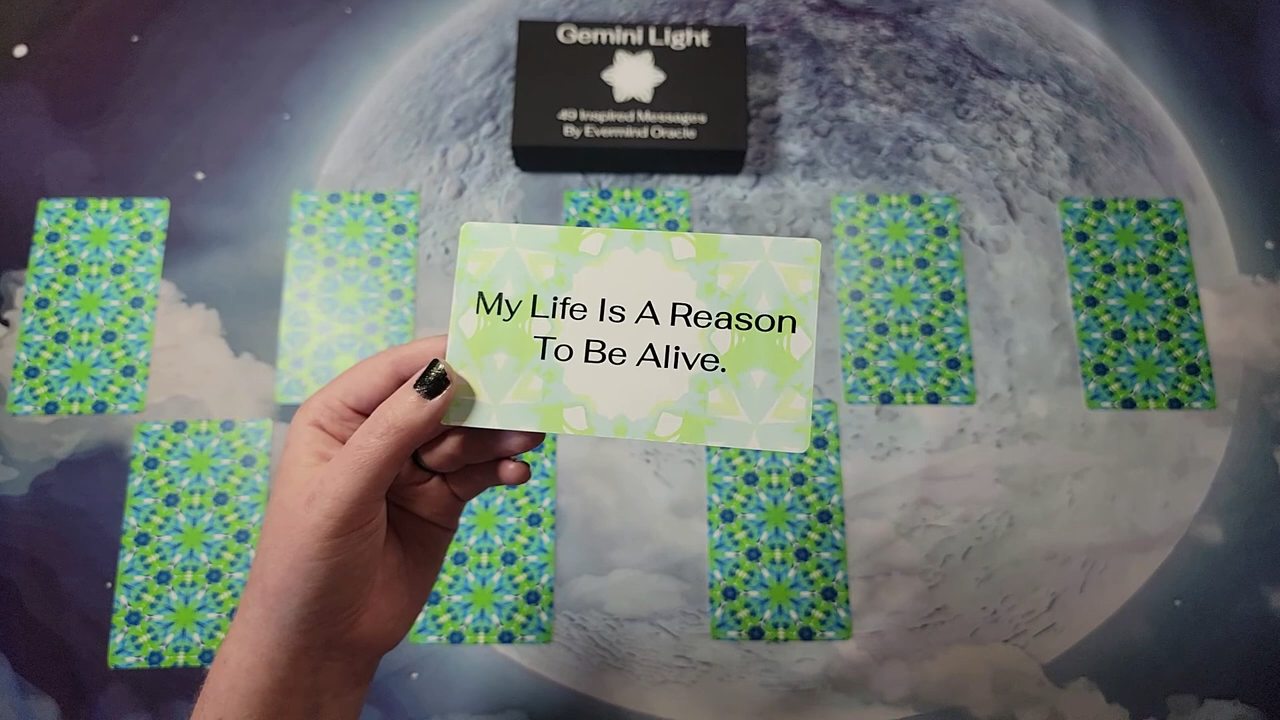 Gemini Light
49 Inspired Messages
By Evermind Oracle
My Life Is A Reason
To Be Alive.